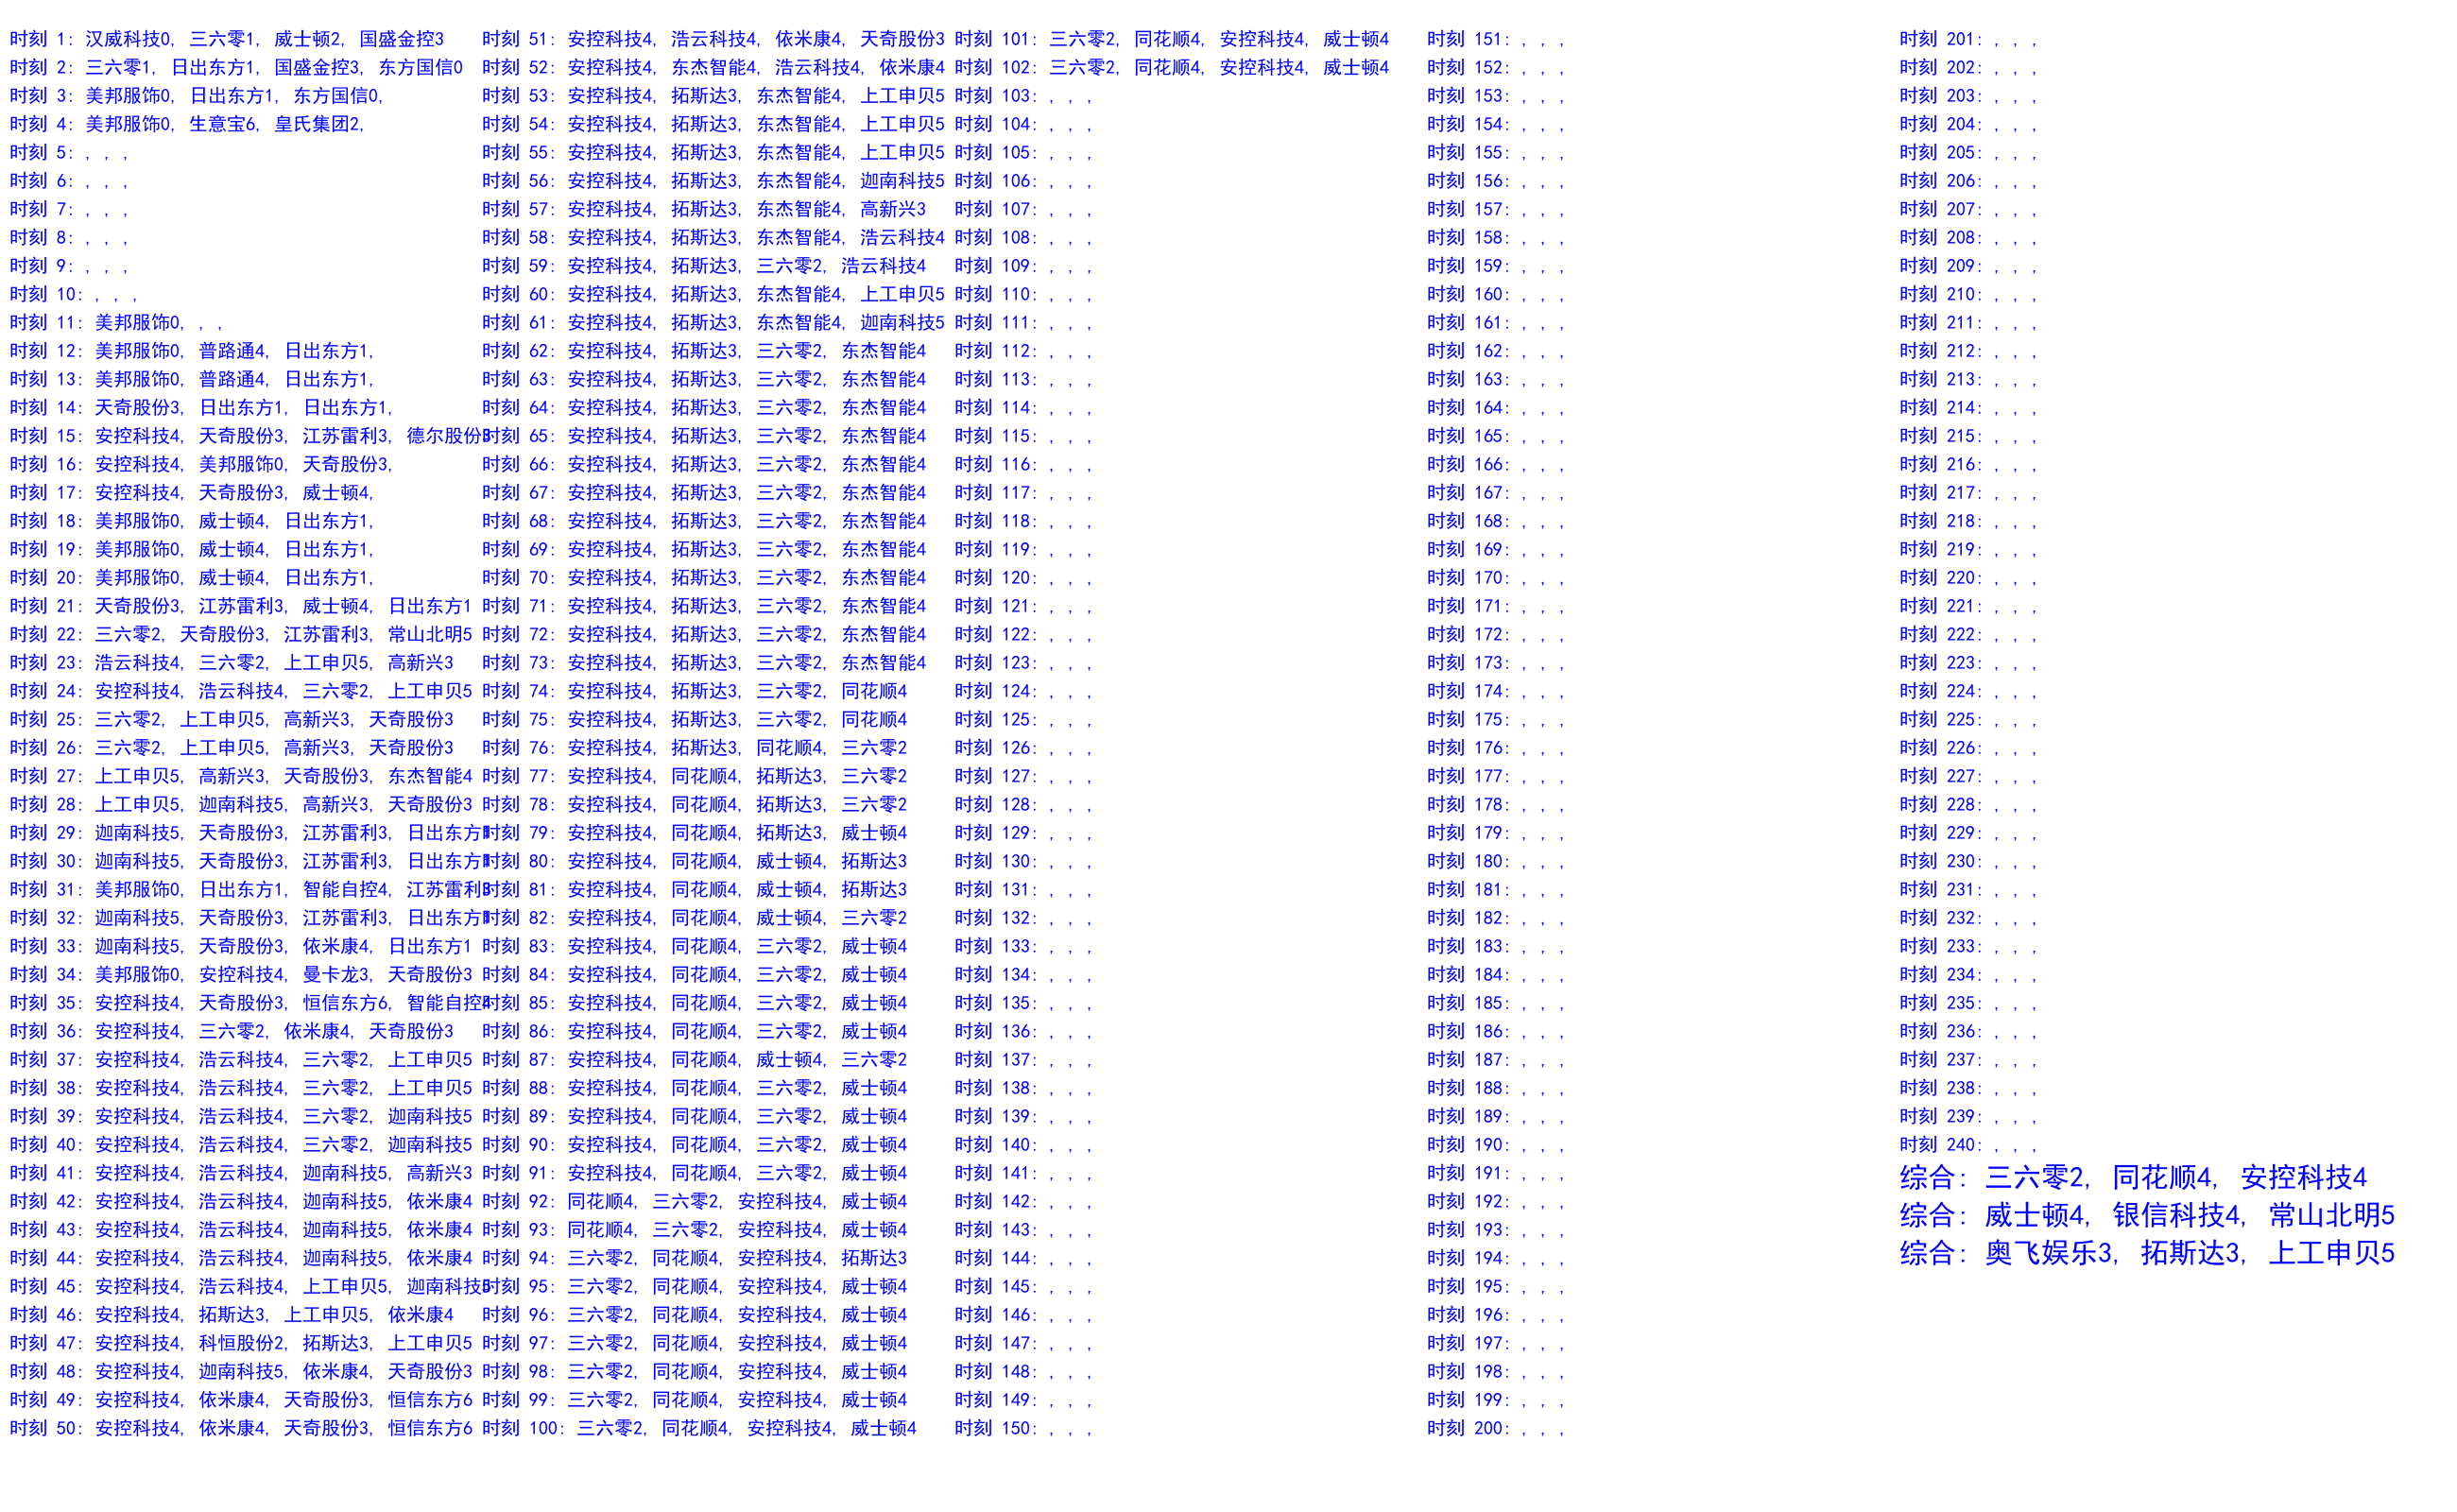 时刻 1: 汉威科技0, 三六零1, 威士顿2, 国盛金控3
时刻 2: 三六零1, 日出东方1, 国盛金控3, 东方国信0
时刻 3: 美邦服饰0, 日出东方1, 东方国信0,
时刻 4: 美邦服饰0, 生意宝6, 皇氏集团2,
时刻 5: , , ,
时刻 6: , , ,
时刻 7: , , ,
时刻 8: , , ,
时刻 9: , , ,
时刻 10: , , ,
时刻 11: 美邦服饰0, , ,
时刻 12: 美邦服饰0, 普路通4, 日出东方1,
时刻 13: 美邦服饰0, 普路通4, 日出东方1,
时刻 14: 天奇股份3, 日出东方1, 日出东方1,
时刻 15: 安控科技4, 天奇股份3, 江苏雷利3, 德尔股份3
时刻 16: 安控科技4, 美邦服饰0, 天奇股份3,
时刻 17: 安控科技4, 天奇股份3, 威士顿4,
时刻 18: 美邦服饰0, 威士顿4, 日出东方1,
时刻 19: 美邦服饰0, 威士顿4, 日出东方1,
时刻 20: 美邦服饰0, 威士顿4, 日出东方1,
时刻 21: 天奇股份3, 江苏雷利3, 威士顿4, 日出东方1
时刻 22: 三六零2, 天奇股份3, 江苏雷利3, 常山北明5
时刻 23: 浩云科技4, 三六零2, 上工申贝5, 高新兴3
时刻 24: 安控科技4, 浩云科技4, 三六零2, 上工申贝5
时刻 25: 三六零2, 上工申贝5, 高新兴3, 天奇股份3
时刻 26: 三六零2, 上工申贝5, 高新兴3, 天奇股份3
时刻 27: 上工申贝5, 高新兴3, 天奇股份3, 东杰智能4
时刻 28: 上工申贝5, 迦南科技5, 高新兴3, 天奇股份3
时刻 29: 迦南科技5, 天奇股份3, 江苏雷利3, 日出东方1
时刻 30: 迦南科技5, 天奇股份3, 江苏雷利3, 日出东方1
时刻 31: 美邦服饰0, 日出东方1, 智能自控4, 江苏雷利3
时刻 32: 迦南科技5, 天奇股份3, 江苏雷利3, 日出东方1
时刻 33: 迦南科技5, 天奇股份3, 依米康4, 日出东方1
时刻 34: 美邦服饰0, 安控科技4, 曼卡龙3, 天奇股份3
时刻 35: 安控科技4, 天奇股份3, 恒信东方6, 智能自控4
时刻 36: 安控科技4, 三六零2, 依米康4, 天奇股份3
时刻 37: 安控科技4, 浩云科技4, 三六零2, 上工申贝5
时刻 38: 安控科技4, 浩云科技4, 三六零2, 上工申贝5
时刻 39: 安控科技4, 浩云科技4, 三六零2, 迦南科技5
时刻 40: 安控科技4, 浩云科技4, 三六零2, 迦南科技5
时刻 41: 安控科技4, 浩云科技4, 迦南科技5, 高新兴3
时刻 42: 安控科技4, 浩云科技4, 迦南科技5, 依米康4
时刻 43: 安控科技4, 浩云科技4, 迦南科技5, 依米康4
时刻 44: 安控科技4, 浩云科技4, 迦南科技5, 依米康4
时刻 45: 安控科技4, 浩云科技4, 上工申贝5, 迦南科技5
时刻 46: 安控科技4, 拓斯达3, 上工申贝5, 依米康4
时刻 47: 安控科技4, 科恒股份2, 拓斯达3, 上工申贝5
时刻 48: 安控科技4, 迦南科技5, 依米康4, 天奇股份3
时刻 49: 安控科技4, 依米康4, 天奇股份3, 恒信东方6
时刻 50: 安控科技4, 依米康4, 天奇股份3, 恒信东方6
时刻 51: 安控科技4, 浩云科技4, 依米康4, 天奇股份3
时刻 52: 安控科技4, 东杰智能4, 浩云科技4, 依米康4
时刻 53: 安控科技4, 拓斯达3, 东杰智能4, 上工申贝5
时刻 54: 安控科技4, 拓斯达3, 东杰智能4, 上工申贝5
时刻 55: 安控科技4, 拓斯达3, 东杰智能4, 上工申贝5
时刻 56: 安控科技4, 拓斯达3, 东杰智能4, 迦南科技5
时刻 57: 安控科技4, 拓斯达3, 东杰智能4, 高新兴3
时刻 58: 安控科技4, 拓斯达3, 东杰智能4, 浩云科技4
时刻 59: 安控科技4, 拓斯达3, 三六零2, 浩云科技4
时刻 60: 安控科技4, 拓斯达3, 东杰智能4, 上工申贝5
时刻 61: 安控科技4, 拓斯达3, 东杰智能4, 迦南科技5
时刻 62: 安控科技4, 拓斯达3, 三六零2, 东杰智能4
时刻 63: 安控科技4, 拓斯达3, 三六零2, 东杰智能4
时刻 64: 安控科技4, 拓斯达3, 三六零2, 东杰智能4
时刻 65: 安控科技4, 拓斯达3, 三六零2, 东杰智能4
时刻 66: 安控科技4, 拓斯达3, 三六零2, 东杰智能4
时刻 67: 安控科技4, 拓斯达3, 三六零2, 东杰智能4
时刻 68: 安控科技4, 拓斯达3, 三六零2, 东杰智能4
时刻 69: 安控科技4, 拓斯达3, 三六零2, 东杰智能4
时刻 70: 安控科技4, 拓斯达3, 三六零2, 东杰智能4
时刻 71: 安控科技4, 拓斯达3, 三六零2, 东杰智能4
时刻 72: 安控科技4, 拓斯达3, 三六零2, 东杰智能4
时刻 73: 安控科技4, 拓斯达3, 三六零2, 东杰智能4
时刻 74: 安控科技4, 拓斯达3, 三六零2, 同花顺4
时刻 75: 安控科技4, 拓斯达3, 三六零2, 同花顺4
时刻 76: 安控科技4, 拓斯达3, 同花顺4, 三六零2
时刻 77: 安控科技4, 同花顺4, 拓斯达3, 三六零2
时刻 78: 安控科技4, 同花顺4, 拓斯达3, 三六零2
时刻 79: 安控科技4, 同花顺4, 拓斯达3, 威士顿4
时刻 80: 安控科技4, 同花顺4, 威士顿4, 拓斯达3
时刻 81: 安控科技4, 同花顺4, 威士顿4, 拓斯达3
时刻 82: 安控科技4, 同花顺4, 威士顿4, 三六零2
时刻 83: 安控科技4, 同花顺4, 三六零2, 威士顿4
时刻 84: 安控科技4, 同花顺4, 三六零2, 威士顿4
时刻 85: 安控科技4, 同花顺4, 三六零2, 威士顿4
时刻 86: 安控科技4, 同花顺4, 三六零2, 威士顿4
时刻 87: 安控科技4, 同花顺4, 威士顿4, 三六零2
时刻 88: 安控科技4, 同花顺4, 三六零2, 威士顿4
时刻 89: 安控科技4, 同花顺4, 三六零2, 威士顿4
时刻 90: 安控科技4, 同花顺4, 三六零2, 威士顿4
时刻 91: 安控科技4, 同花顺4, 三六零2, 威士顿4
时刻 92: 同花顺4, 三六零2, 安控科技4, 威士顿4
时刻 93: 同花顺4, 三六零2, 安控科技4, 威士顿4
时刻 94: 三六零2, 同花顺4, 安控科技4, 拓斯达3
时刻 95: 三六零2, 同花顺4, 安控科技4, 威士顿4
时刻 96: 三六零2, 同花顺4, 安控科技4, 威士顿4
时刻 97: 三六零2, 同花顺4, 安控科技4, 威士顿4
时刻 98: 三六零2, 同花顺4, 安控科技4, 威士顿4
时刻 99: 三六零2, 同花顺4, 安控科技4, 威士顿4
时刻 100: 三六零2, 同花顺4, 安控科技4, 威士顿4
时刻 101: 三六零2, 同花顺4, 安控科技4, 威士顿4
时刻 102: 三六零2, 同花顺4, 安控科技4, 威士顿4
时刻 103: , , ,
时刻 104: , , ,
时刻 105: , , ,
时刻 106: , , ,
时刻 107: , , ,
时刻 108: , , ,
时刻 109: , , ,
时刻 110: , , ,
时刻 111: , , ,
时刻 112: , , ,
时刻 113: , , ,
时刻 114: , , ,
时刻 115: , , ,
时刻 116: , , ,
时刻 117: , , ,
时刻 118: , , ,
时刻 119: , , ,
时刻 120: , , ,
时刻 121: , , ,
时刻 122: , , ,
时刻 123: , , ,
时刻 124: , , ,
时刻 125: , , ,
时刻 126: , , ,
时刻 127: , , ,
时刻 128: , , ,
时刻 129: , , ,
时刻 130: , , ,
时刻 131: , , ,
时刻 132: , , ,
时刻 133: , , ,
时刻 134: , , ,
时刻 135: , , ,
时刻 136: , , ,
时刻 137: , , ,
时刻 138: , , ,
时刻 139: , , ,
时刻 140: , , ,
时刻 141: , , ,
时刻 142: , , ,
时刻 143: , , ,
时刻 144: , , ,
时刻 145: , , ,
时刻 146: , , ,
时刻 147: , , ,
时刻 148: , , ,
时刻 149: , , ,
时刻 150: , , ,
时刻 151: , , ,
时刻 152: , , ,
时刻 153: , , ,
时刻 154: , , ,
时刻 155: , , ,
时刻 156: , , ,
时刻 157: , , ,
时刻 158: , , ,
时刻 159: , , ,
时刻 160: , , ,
时刻 161: , , ,
时刻 162: , , ,
时刻 163: , , ,
时刻 164: , , ,
时刻 165: , , ,
时刻 166: , , ,
时刻 167: , , ,
时刻 168: , , ,
时刻 169: , , ,
时刻 170: , , ,
时刻 171: , , ,
时刻 172: , , ,
时刻 173: , , ,
时刻 174: , , ,
时刻 175: , , ,
时刻 176: , , ,
时刻 177: , , ,
时刻 178: , , ,
时刻 179: , , ,
时刻 180: , , ,
时刻 181: , , ,
时刻 182: , , ,
时刻 183: , , ,
时刻 184: , , ,
时刻 185: , , ,
时刻 186: , , ,
时刻 187: , , ,
时刻 188: , , ,
时刻 189: , , ,
时刻 190: , , ,
时刻 191: , , ,
时刻 192: , , ,
时刻 193: , , ,
时刻 194: , , ,
时刻 195: , , ,
时刻 196: , , ,
时刻 197: , , ,
时刻 198: , , ,
时刻 199: , , ,
时刻 200: , , ,
时刻 201: , , ,
时刻 202: , , ,
时刻 203: , , ,
时刻 204: , , ,
时刻 205: , , ,
时刻 206: , , ,
时刻 207: , , ,
时刻 208: , , ,
时刻 209: , , ,
时刻 210: , , ,
时刻 211: , , ,
时刻 212: , , ,
时刻 213: , , ,
时刻 214: , , ,
时刻 215: , , ,
时刻 216: , , ,
时刻 217: , , ,
时刻 218: , , ,
时刻 219: , , ,
时刻 220: , , ,
时刻 221: , , ,
时刻 222: , , ,
时刻 223: , , ,
时刻 224: , , ,
时刻 225: , , ,
时刻 226: , , ,
时刻 227: , , ,
时刻 228: , , ,
时刻 229: , , ,
时刻 230: , , ,
时刻 231: , , ,
时刻 232: , , ,
时刻 233: , , ,
时刻 234: , , ,
时刻 235: , , ,
时刻 236: , , ,
时刻 237: , , ,
时刻 238: , , ,
时刻 239: , , ,
时刻 240: , , ,
综合: 三六零2, 同花顺4, 安控科技4
综合: 威士顿4, 银信科技4, 常山北明5
综合: 奥飞娱乐3, 拓斯达3, 上工申贝5